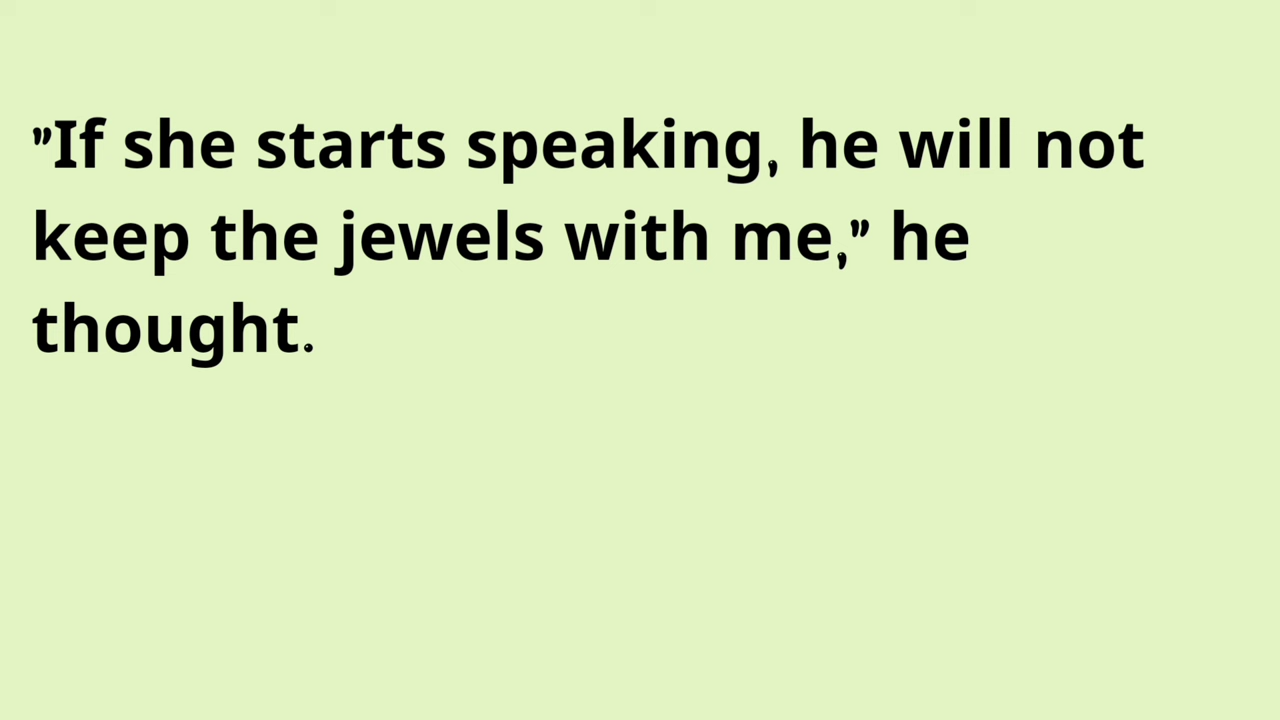 ”If she starts speaking, he will not
keep the jewels with me,” he
thought.